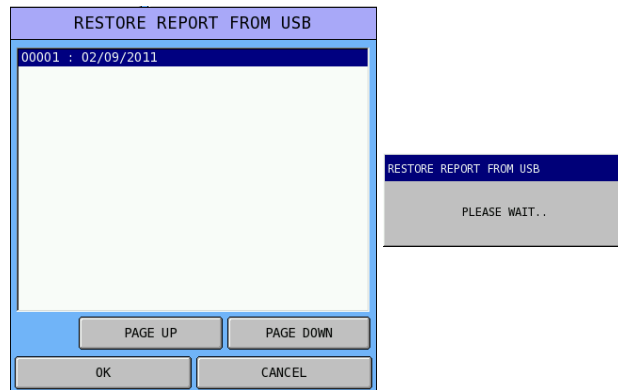 RESTORE REPORT FROM USB
00001 : 02/09/2011
PAGE UP
PAGE DOWN
OK
CANCEL
RESTORE REPORT FROM USB
PLEASE WAIT..